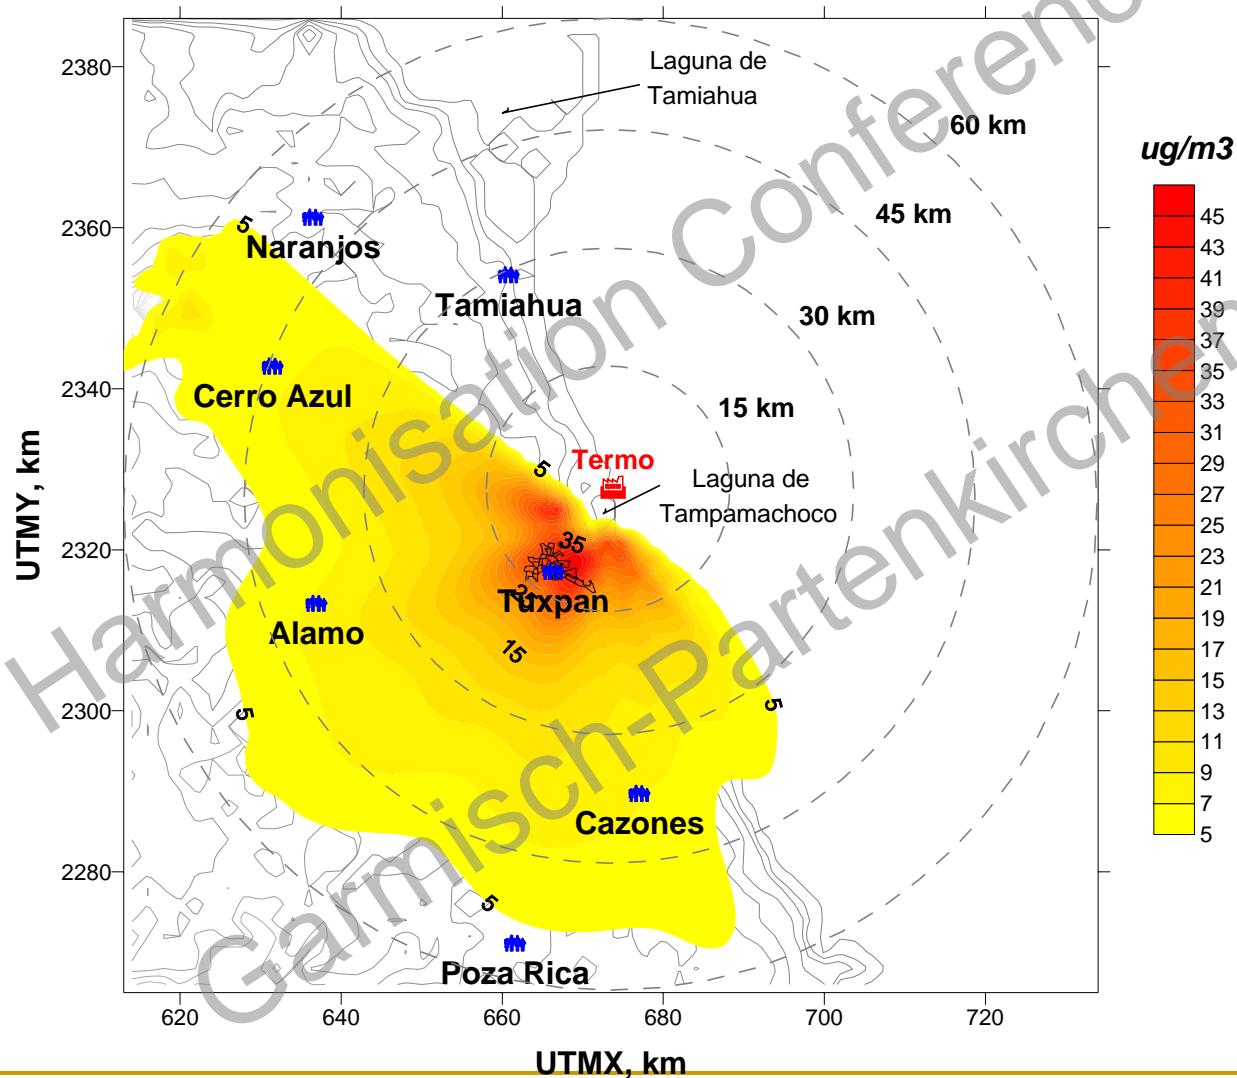 2380
2360
2340
2320
2300
2280
UTMY, km
620
640
660
680
700
720
UTMX, km
Laguna de
Tamiahua
60 km
45 km
30 km
15 km
5
Naranjos
Tamiahua
Cerro Azul
5
Termo
Laguna de
Tampamachoco
35
Tuxpan
Alamo
15
5
5
Cazones
5
Poza Rica
ug/m3
45
43
41
39
37
35
33
31
29
27
25
23
21
19
17
15
13
11
9
7
5
Harmonisation Conference
Garmisch-Partenkirchen